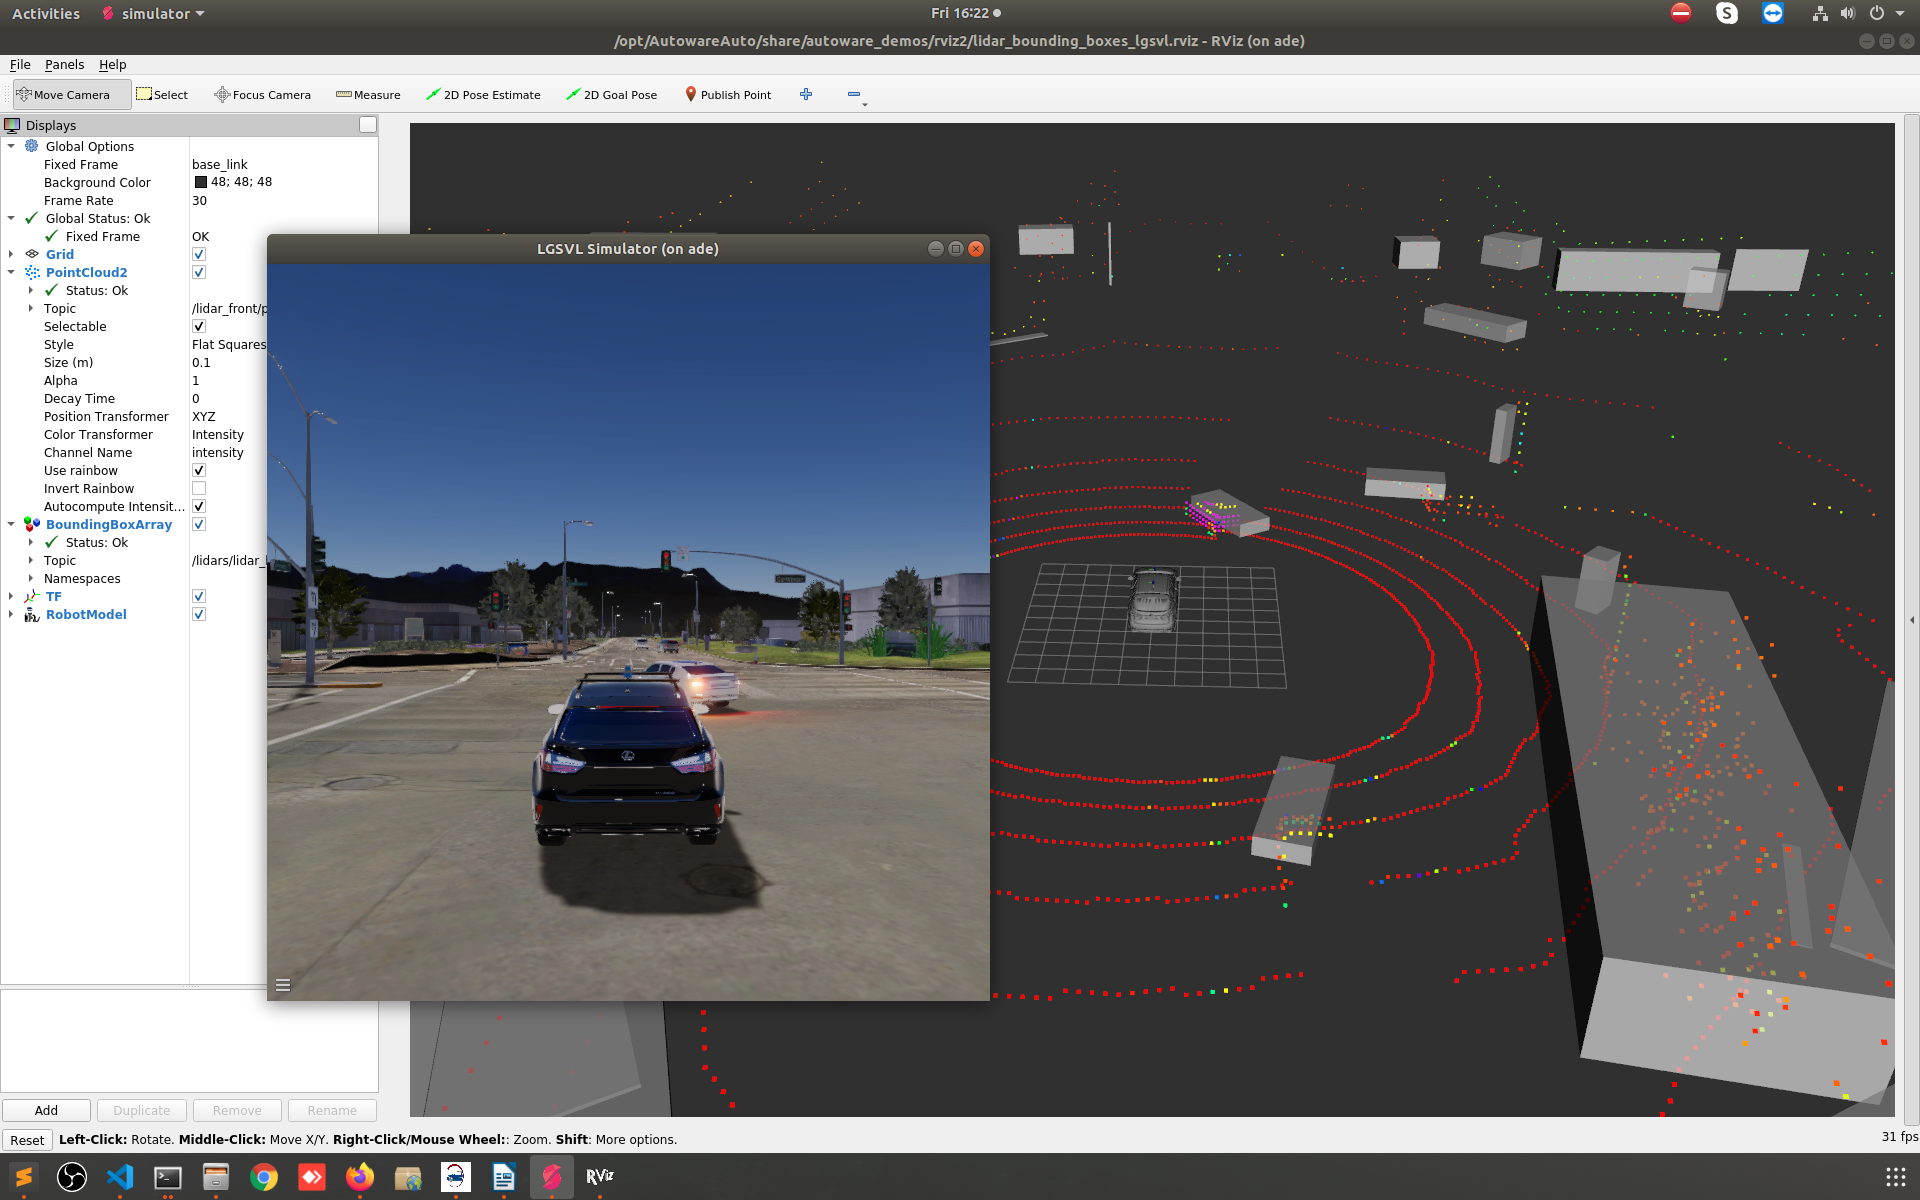 Activities simulator Fri 16:22
/opt/AutowareAuto/share/autoware_demos/rviz2/lidar_bounding_boxes_lgsvl.rviz - RViz (on ade)
File Panels Help
Move Camera Select Focus Camera Measure 2D Pose Estimate 2D Goal Pose Publish Point
Displays
Global Options
Fixed Frame base_link
Background Color 48; 48; 48
Frame Rate 30
Global Status: Ok
Fixed Frame OK
Grid
PointCloud2
Status: Ok
Topic /lidar_front/p
Selectable
Style Flat Squares
Size (m) 0.1
Alpha 1
Decay Time 0
Position Transformer XYZ
Color Transformer Intensity
Channel Name intensity
Use rainbow
Invert Rainbow
Autocompute Intensit...
BoundingBoxArray
Status: Ok
Topic /lidars/lidar_
Namespaces
TF
RobotModel
LGSVL Simulator (on ade)
Add Duplicate Remove Rename
Reset Left-Click: Rotate. Middle-Click: Move X/Y. Right-Click/Mouse Wheel:: Zoom. Shift: More options. 31 fps
RViz